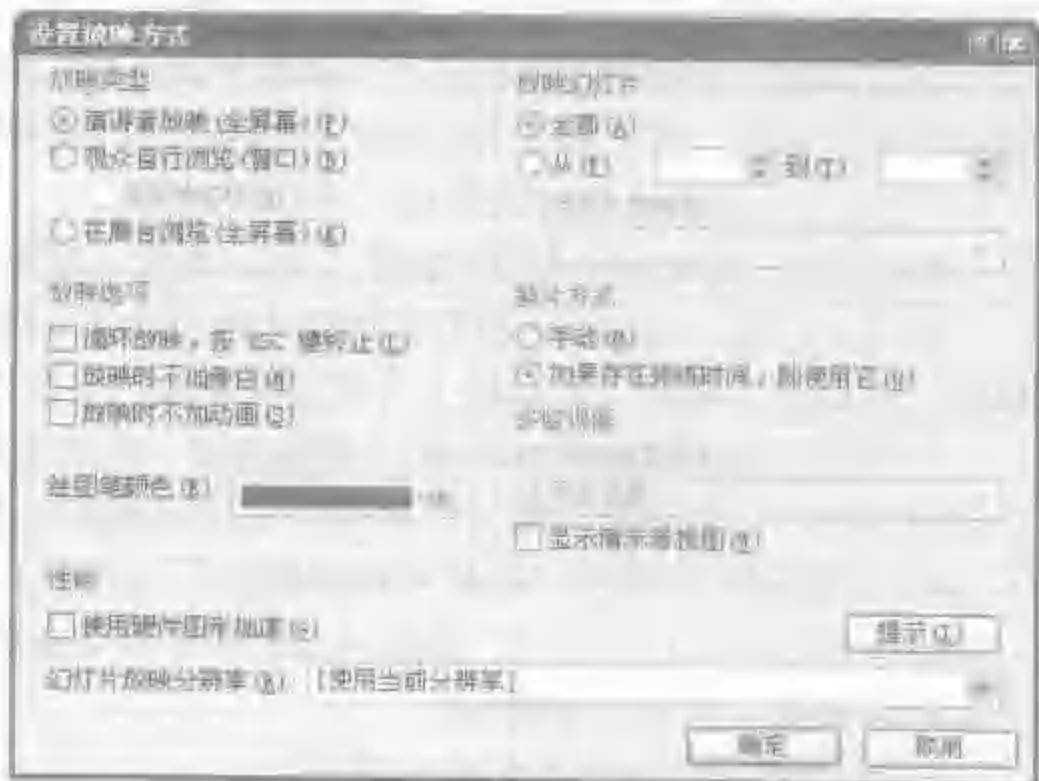 设置放映方式
放映类型
演讲者放映(全屏幕)(P)
观众自行浏览(窗口)(B)
在展台浏览(全屏幕)(K)
放映幻灯片
全部(A)
从(F) 到(T)
放映选项
循环放映，按 ESC 键终止(L)
放映时不加旁白(N)
放映时不加动画(S)
绘图笔颜色(E)
换片方式
手动(M)
如果存在排练时间，则使用它(U)
多监视器
显示演示者视图(W)
性能
使用硬件图形加速(G)
提示(I)
幻灯片放映分辨率(R) [使用当前分辨率]
确定 取消